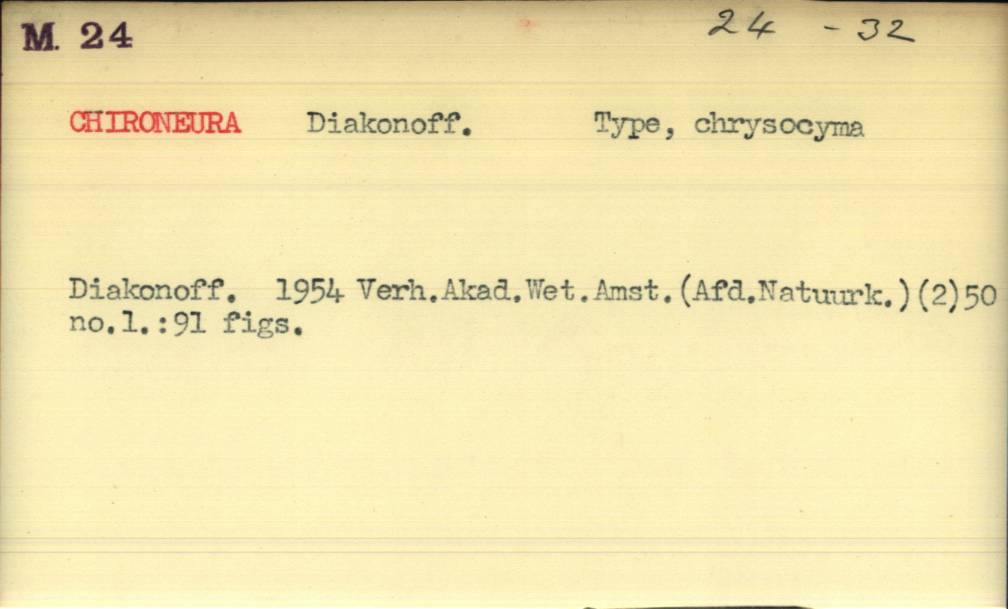 M. 24 24 - 32
CHIRONEURA Diakonoff. Type, chrysocyma
Diakonoff. 1954 Verh.Akad.Wet.Amst.(Afd.Natuurk.)(2)50
no.1.:91 figs.